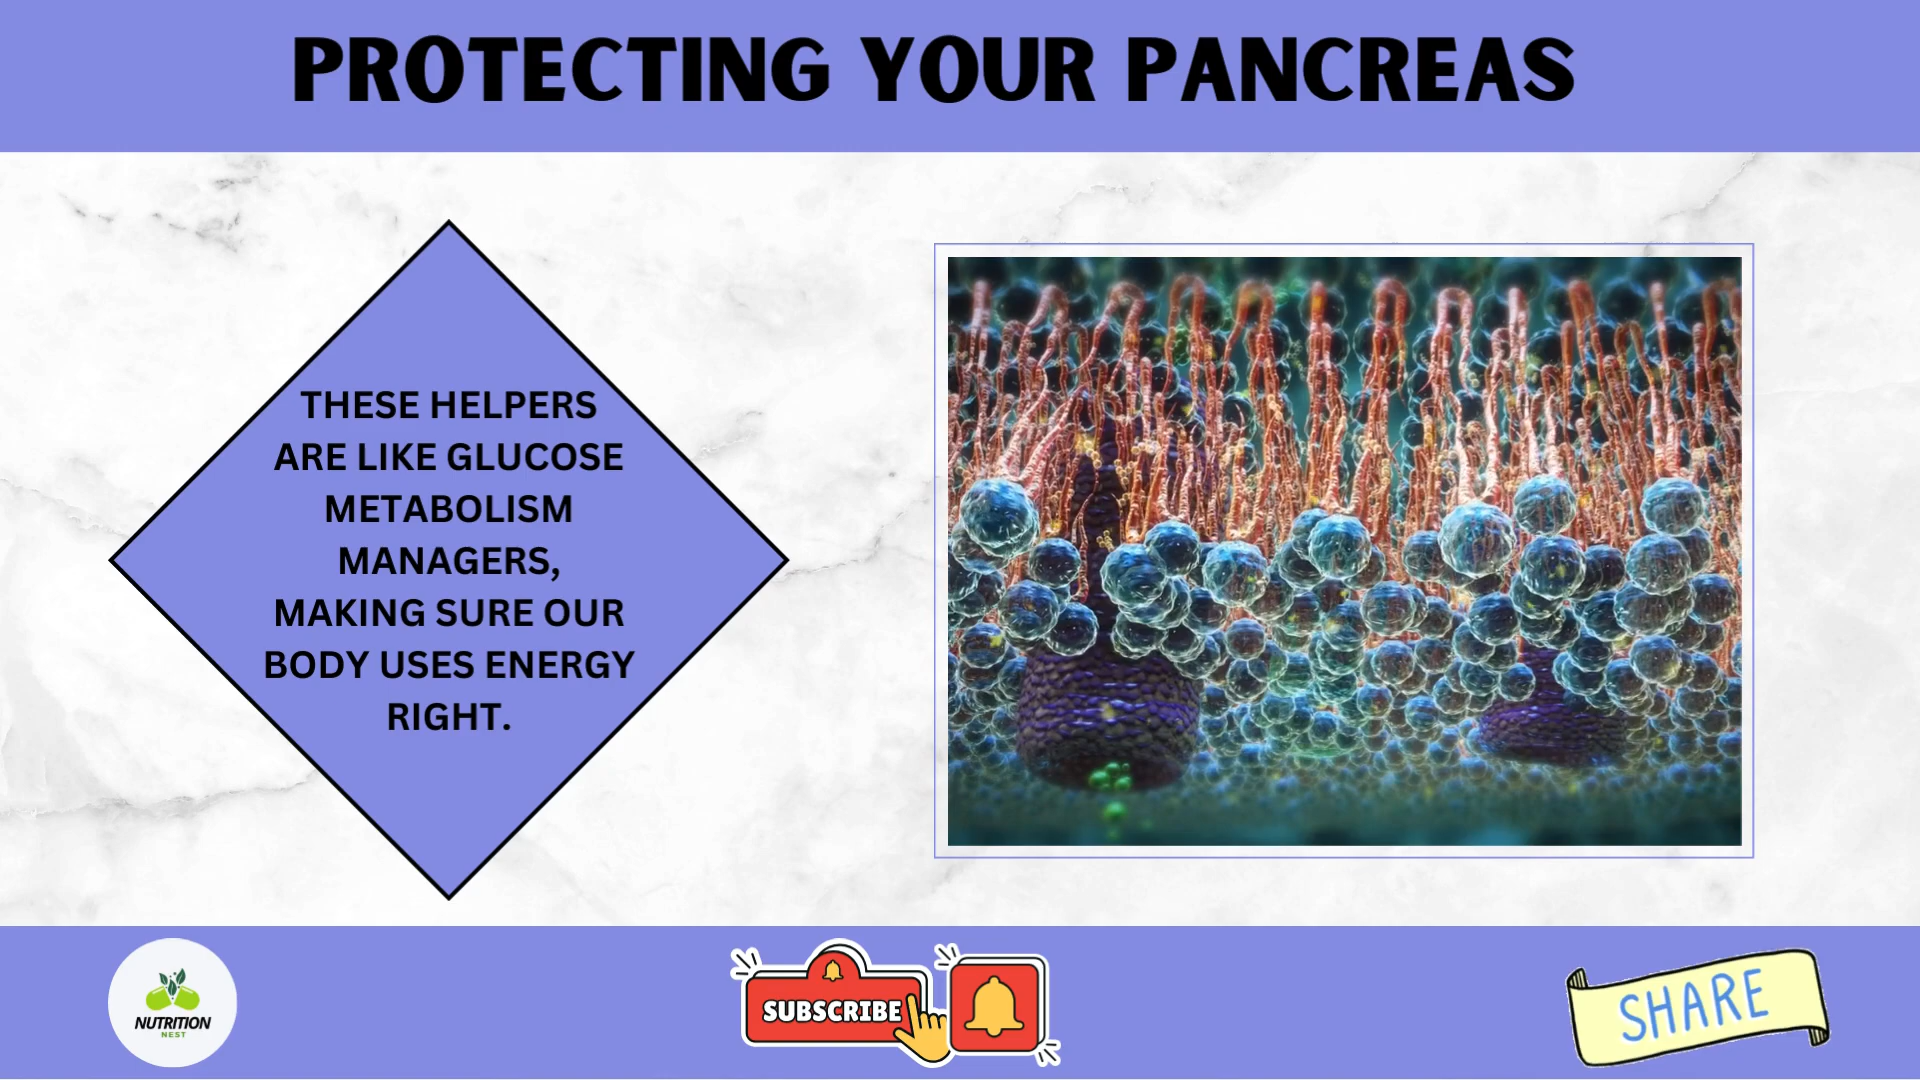 PROTECTING YOUR PANCREAS
THESE HELPERS
ARE LIKE GLUCOSE
METABOLISM
MANAGERS,
MAKING SURE OUR
BODY USES ENERGY
RIGHT.
NUTRITION
NEST
SUBSCRIBE
SHARE